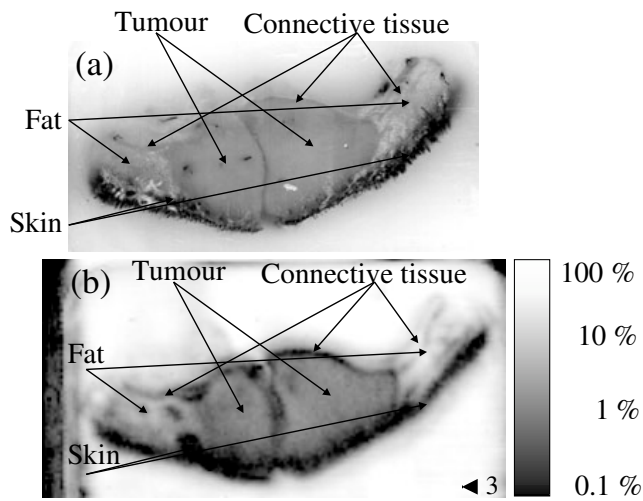 Tumour Connective tissue
(a)
Fat
Skin
Tumour Connective tissue
(b)
Fat
Skin
3
100 %
10 %
1 %
0.1 %